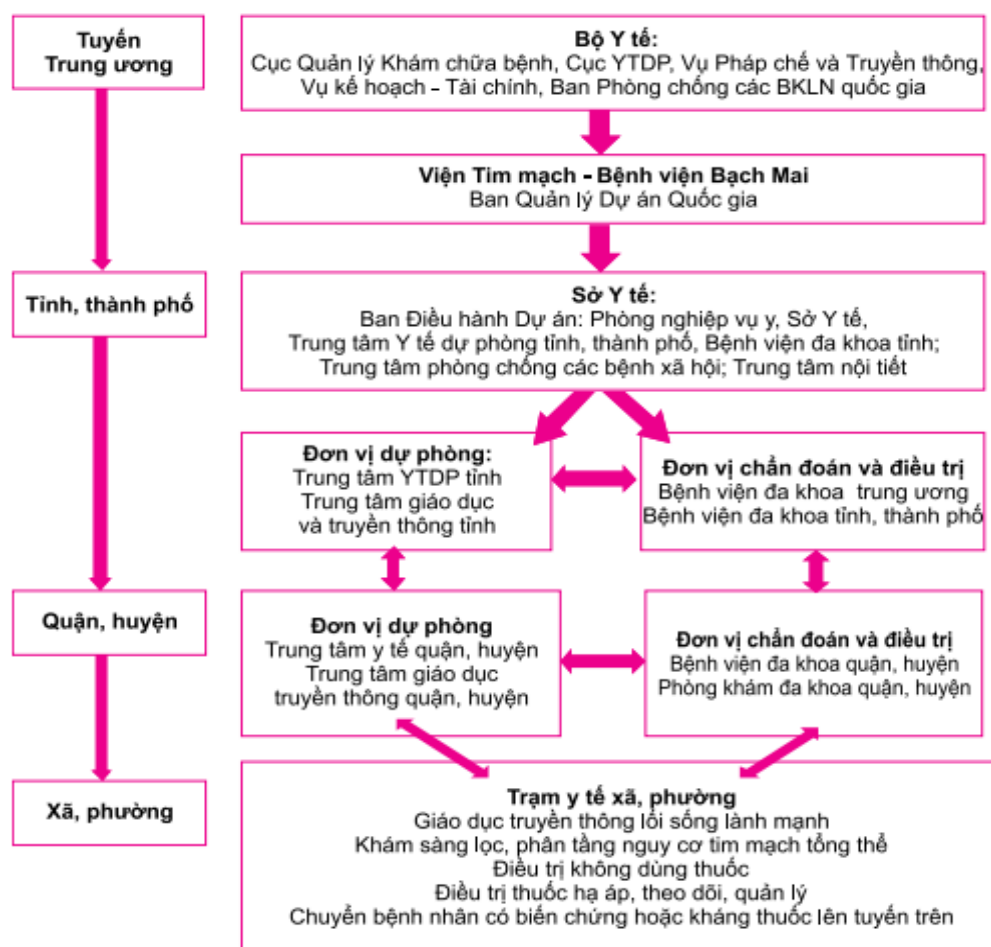 Tuyến
Trung ương
Bộ Y tế:
Cục Quản lý Khám chữa bệnh, Cục YTDP, Vụ Pháp chế và Truyền thông,
Vụ kế hoạch - Tài chính, Ban Phòng chống các BKLN quốc gia
Viện Tim mạch - Bệnh viện Bạch Mai
Ban Quản lý Dự án Quốc gia
Tỉnh, thành phố
Sở Y tế:
Ban Điều hành Dự án: Phòng nghiệp vụ y, Sở Y tế,
Trung tâm Y tế dự phòng tỉnh, thành phố, Bệnh viện đa khoa tỉnh;
Trung tâm phòng chống các bệnh xã hội; Trung tâm nội tiết
Đơn vị dự phòng:
Trung tâm YTDP tỉnh
Trung tâm giáo dục
và truyền thông tỉnh
Đơn vị chẩn đoán và điều trị
Bệnh viện đa khoa trung ương
Bệnh viện đa khoa tỉnh, thành phố
Quận, huyện
Đơn vị dự phòng
Trung tâm y tế quận, huyện
Trung tâm giáo dục
truyền thông quận, huyện
Đơn vị chẩn đoán và điều trị
Bệnh viện đa khoa quận, huyện
Phòng khám đa khoa quận, huyện
Xã, phường
Trạm y tế xã, phường
Giáo dục truyền thông lối sống lành mạnh
Khám sàng lọc, phân tầng nguy cơ tim mạch tổng thể
Điều trị không dùng thuốc
Điều trị thuốc hạ áp, theo dõi, quản lý
Chuyển bệnh nhân có biến chứng hoặc kháng thuốc lên tuyến trên